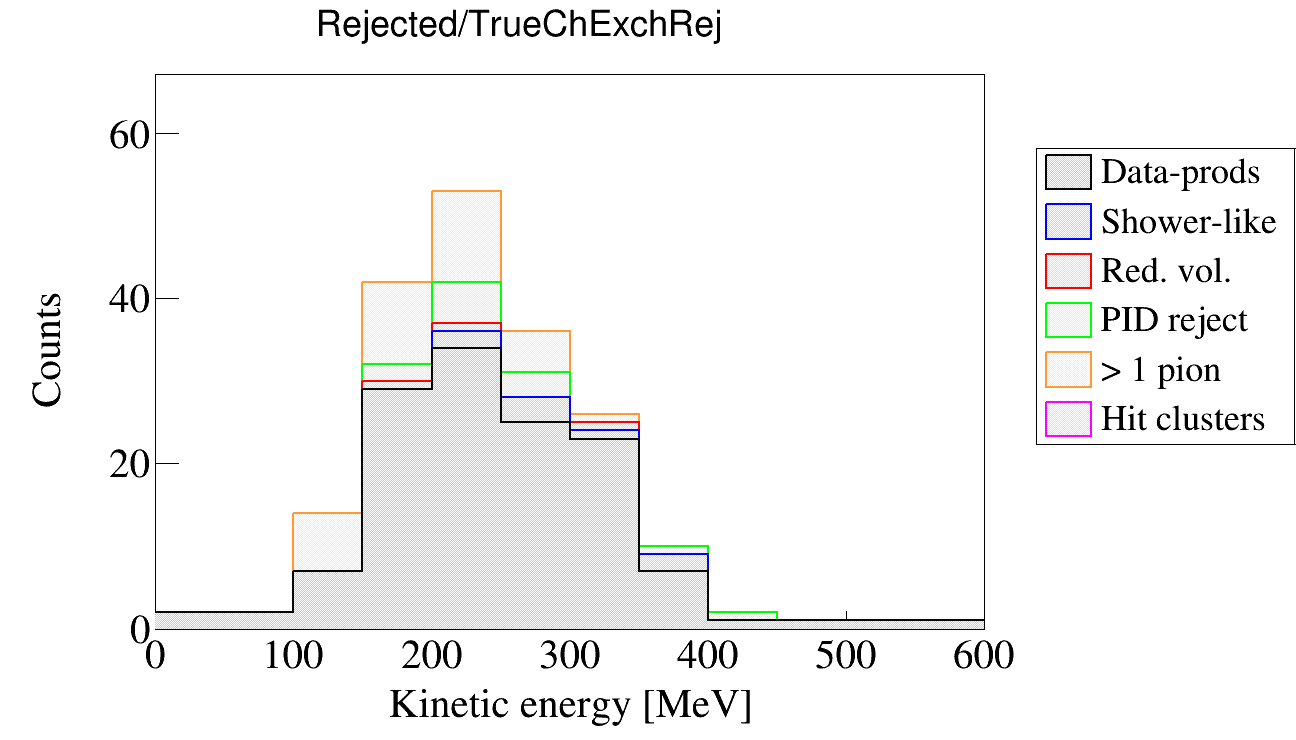 Rejected/TrueChExchRej
60
40
20
0
Counts
0 100 200 300 400 500 600
Kinetic energy [MeV]
Data-prods
Shower-like
Red. vol.
PID reject
> 1 pion
Hit clusters